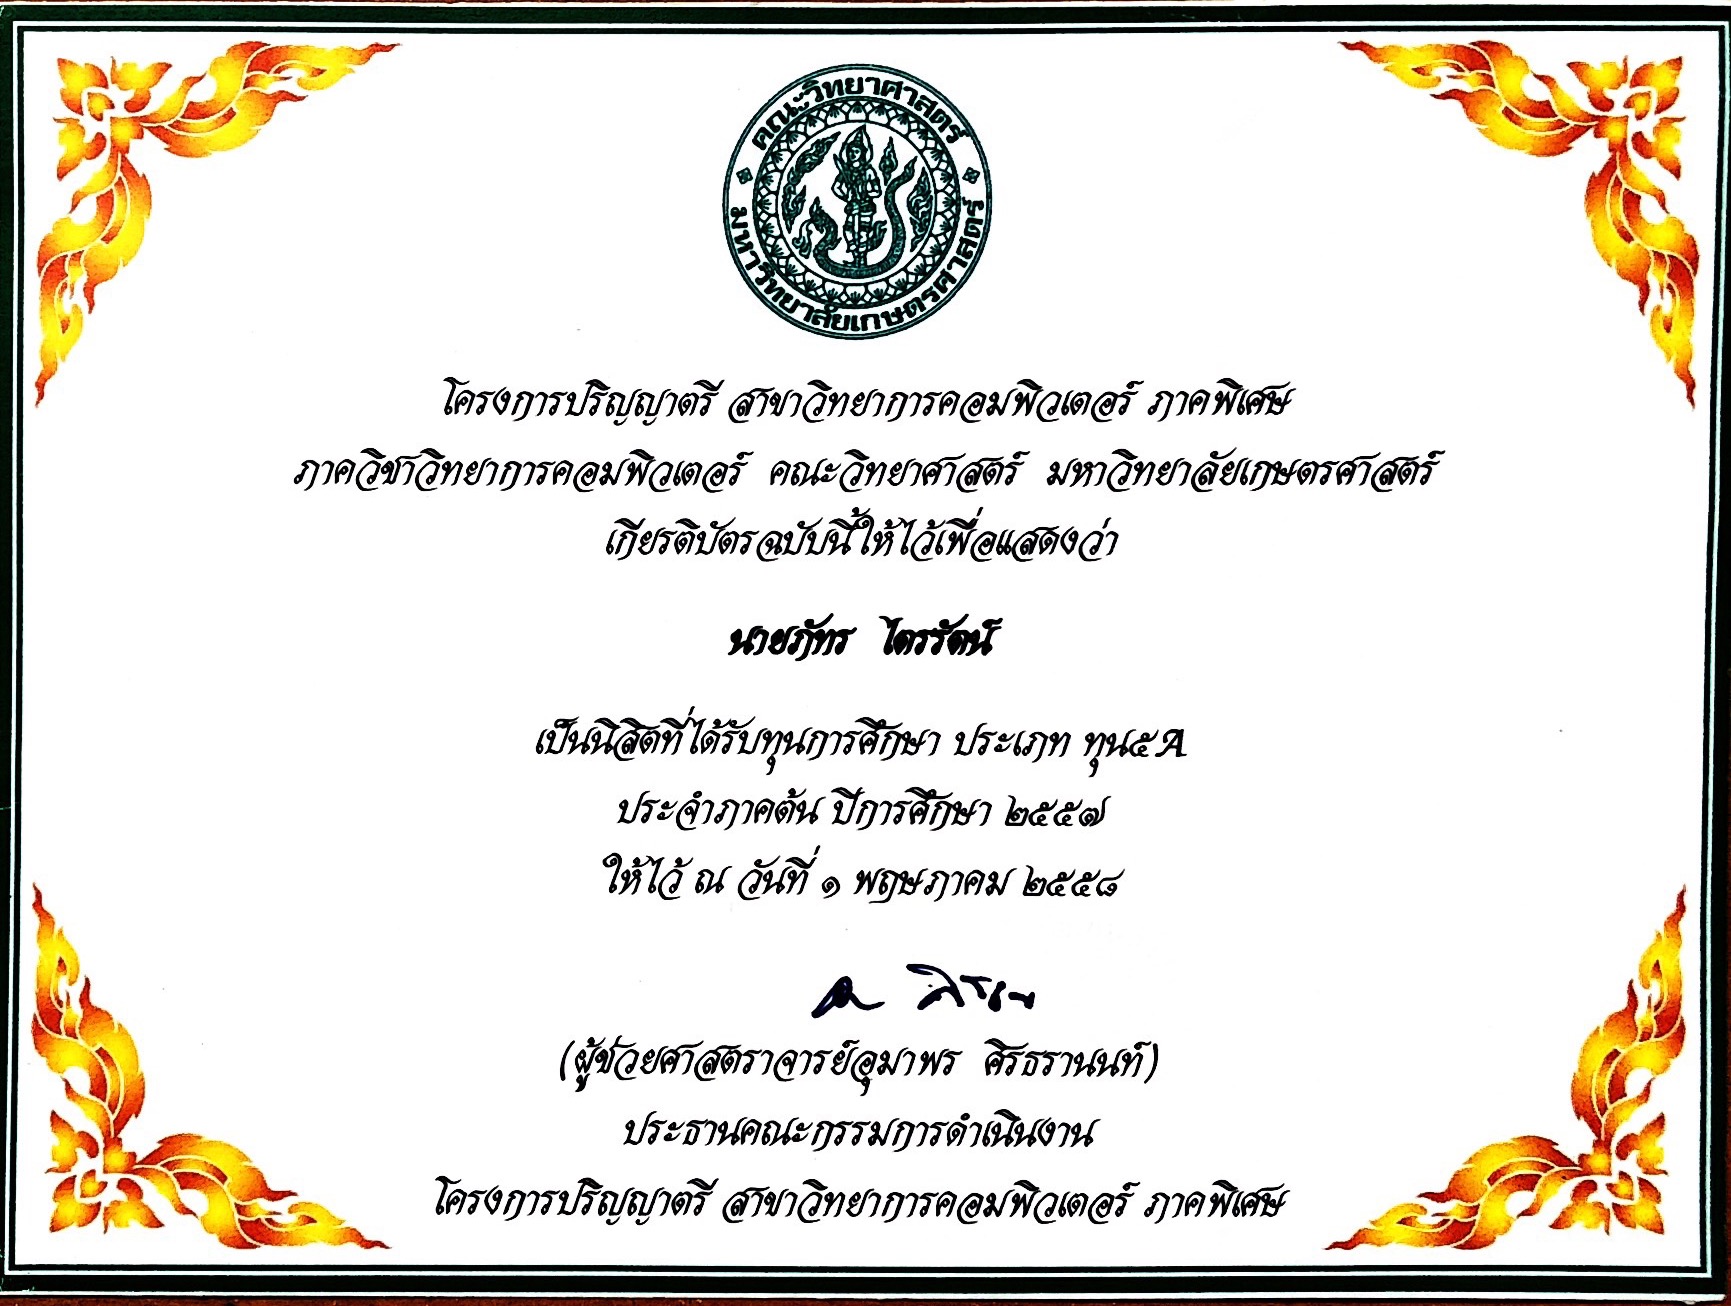 คณะวิทยาศาสตร์
มหาวิทยาลัยเกษตรศาสตร์
โครงการปริญญาตรี สาขาวิทยาการคอมพิวเตอร์ ภาคพิเศษ
ภาควิชาวิทยาการคอมพิวเตอร์ คณะวิทยาศาสตร์ มหาวิทยาลัยเกษตรศาสตร์
เกียรติบัตรฉบับนี้ให้ไว้เพื่อแสดงว่า
นายภัทร ไตรรัตน์
เป็นนิสิตที่ได้รับทุนการศึกษา ประเภท ทุน๕A
ประจำภาคต้น ปีการศึกษา ๒๕๕๗
ให้ไว้ ณ วันที่ ๑ พฤษภาคม ๒๕๕๘
(ผู้ช่วยศาสตราจารย์อุมาพร ศิรธรานนท์)
ประธานคณะกรรมการดำเนินงาน
โครงการปริญญาตรี สาขาวิทยาการคอมพิวเตอร์ ภาคพิเศษ